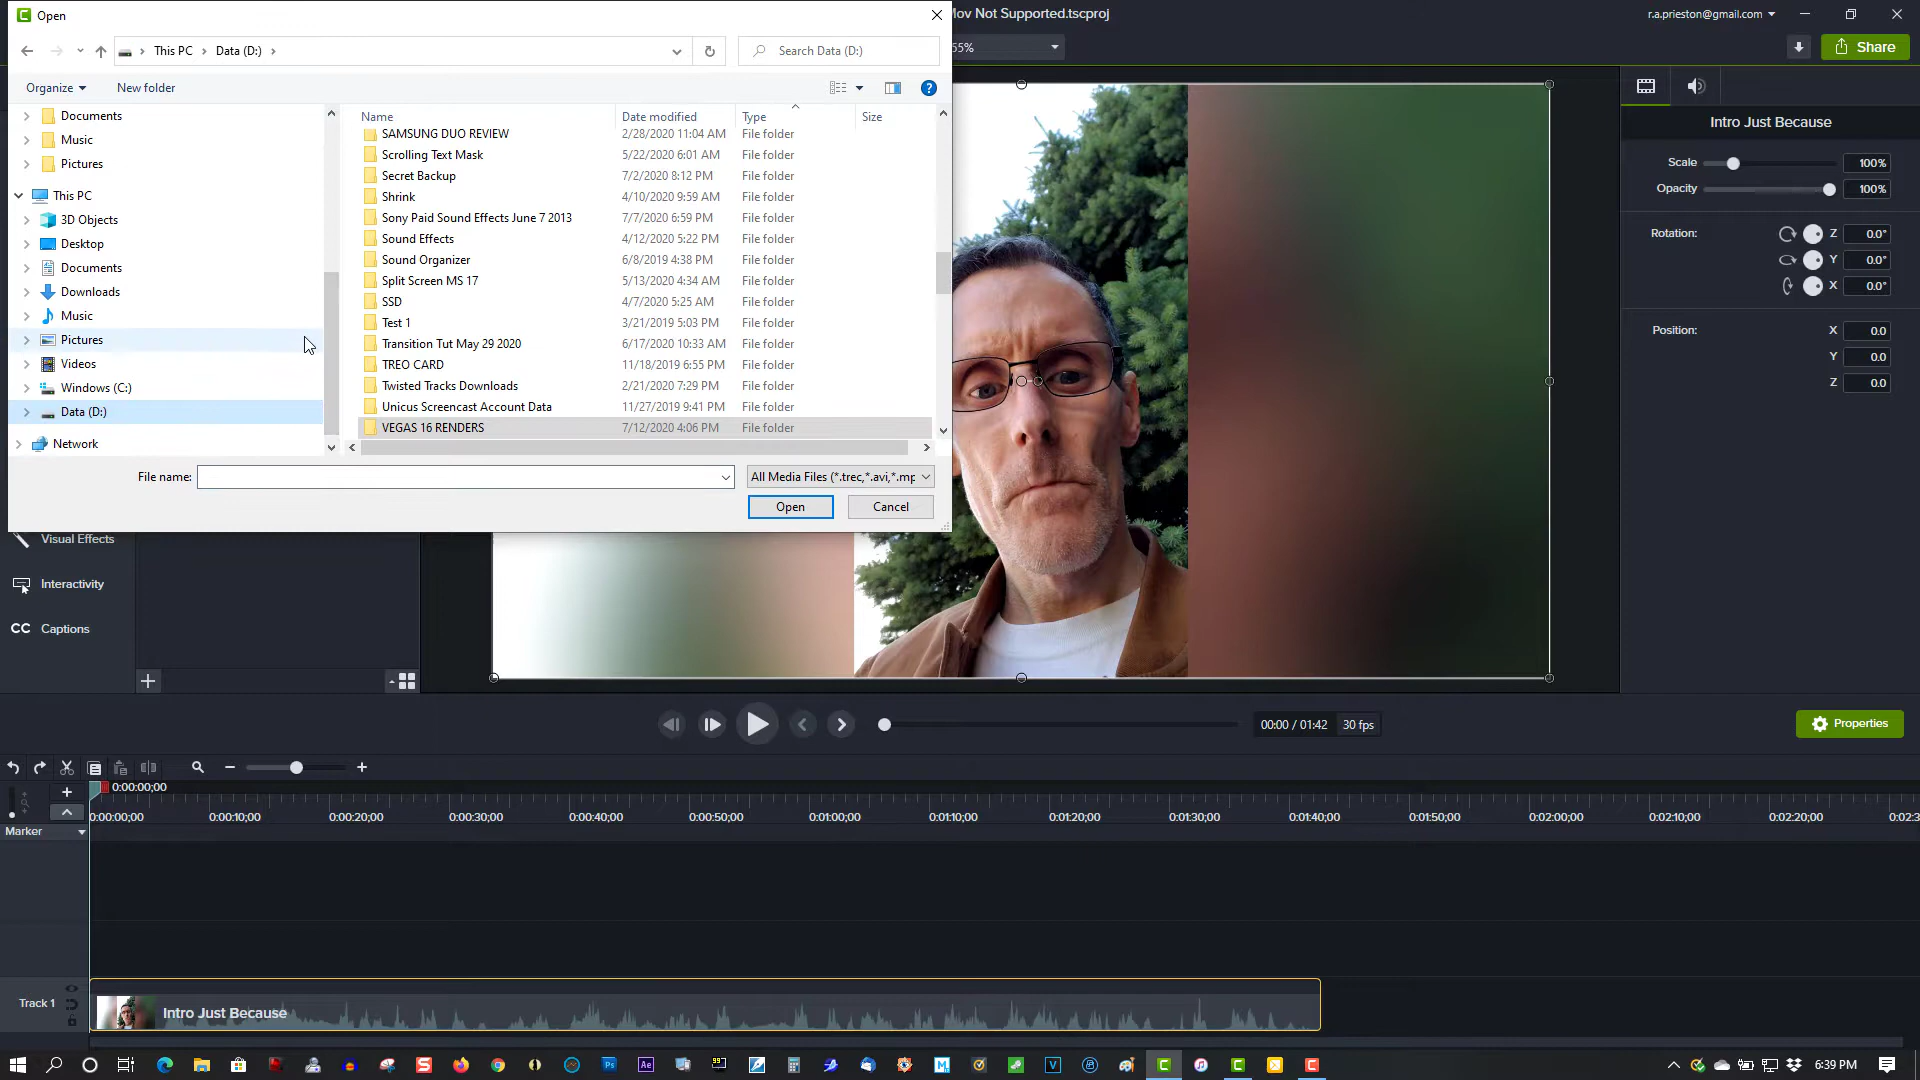 Open
Mov Not Supported.tscproj
r.a.prieston@gmail.com
This PC
Data (D:)
Search Data (D:)
55%
Share
Organize
New folder
Name
Date modified
Type
Size
Documents
Music
Pictures
This PC
3D Objects
Desktop
Documents
Downloads
Music
Pictures
Videos
Windows (C:)
Data (D:)
Network
SAMSUNG DUO REVIEW 2/28/2020 11:04 AM File folder
Scrolling Text Mask 5/22/2020 6:01 AM File folder
Secret Backup 7/2/2020 8:12 PM File folder
Shrink 4/10/2020 9:59 AM File folder
Sony Paid Sound Effects June 7 2013 7/7/2020 6:59 PM File folder
Sound Effects 4/12/2020 5:22 PM File folder
Sound Organizer 6/8/2019 4:38 PM File folder
Split Screen MS 17 5/13/2020 4:34 AM File folder
SSD 4/7/2020 5:25 AM File folder
Test 1 3/21/2019 5:03 PM File folder
Transition Tut May 29 2020 6/17/2020 10:33 AM File folder
TREO CARD 11/18/2019 6:55 PM File folder
Twisted Tracks Downloads 2/21/2020 7:29 PM File folder
Unicus Screencast Account Data 11/27/2019 9:41 PM File folder
VEGAS 16 RENDERS 7/12/2020 4:06 PM File folder
File name:
All Media Files (*.trec,*.avi,*.mp
Open
Cancel
Intro Just Because
Scale 100%
Opacity 100%
Rotation: Z 0.0°
Y 0.0°
X 0.0°
Position: X 0.0
Y 0.0
Z 0.0
Visual Effects
Interactivity
CC Captions
00:00 / 01:42 30 fps
Properties
0:00:00;00
0:00:00;00 0:00:10;00 0:00:20;00 0:00:30;00 0:00:40;00 0:00:50;00 0:01:00;00 0:01:10;00 0:01:20;00 0:01:30;00 0:01:40;00 0:01:50;00 0:02:00;00 0:02:10;00 0:02:20;00 0:02:3
Marker
Track 1
Intro Just Because
6:39 PM